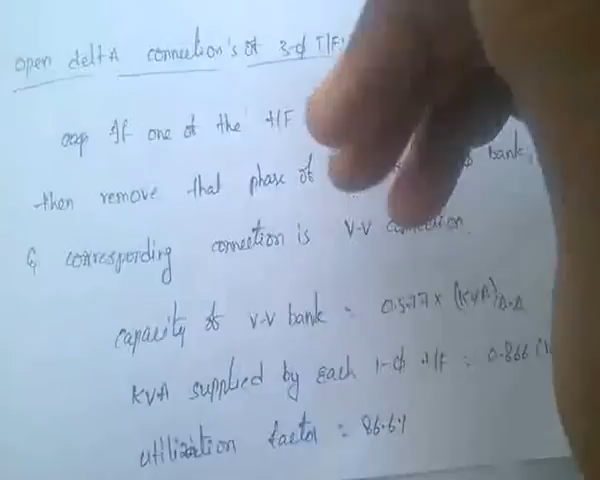 open deltA connection's of 3-ф T/F:
If one of the t/F
then remove that phase of bank,
& corresponding connection is V-V connection.
capacity of V-V bank = 0.577 × (KVA)Δ-Δ
KVA supplied by each 1-ф t/F = 0.866
utilization factor = 86.6%